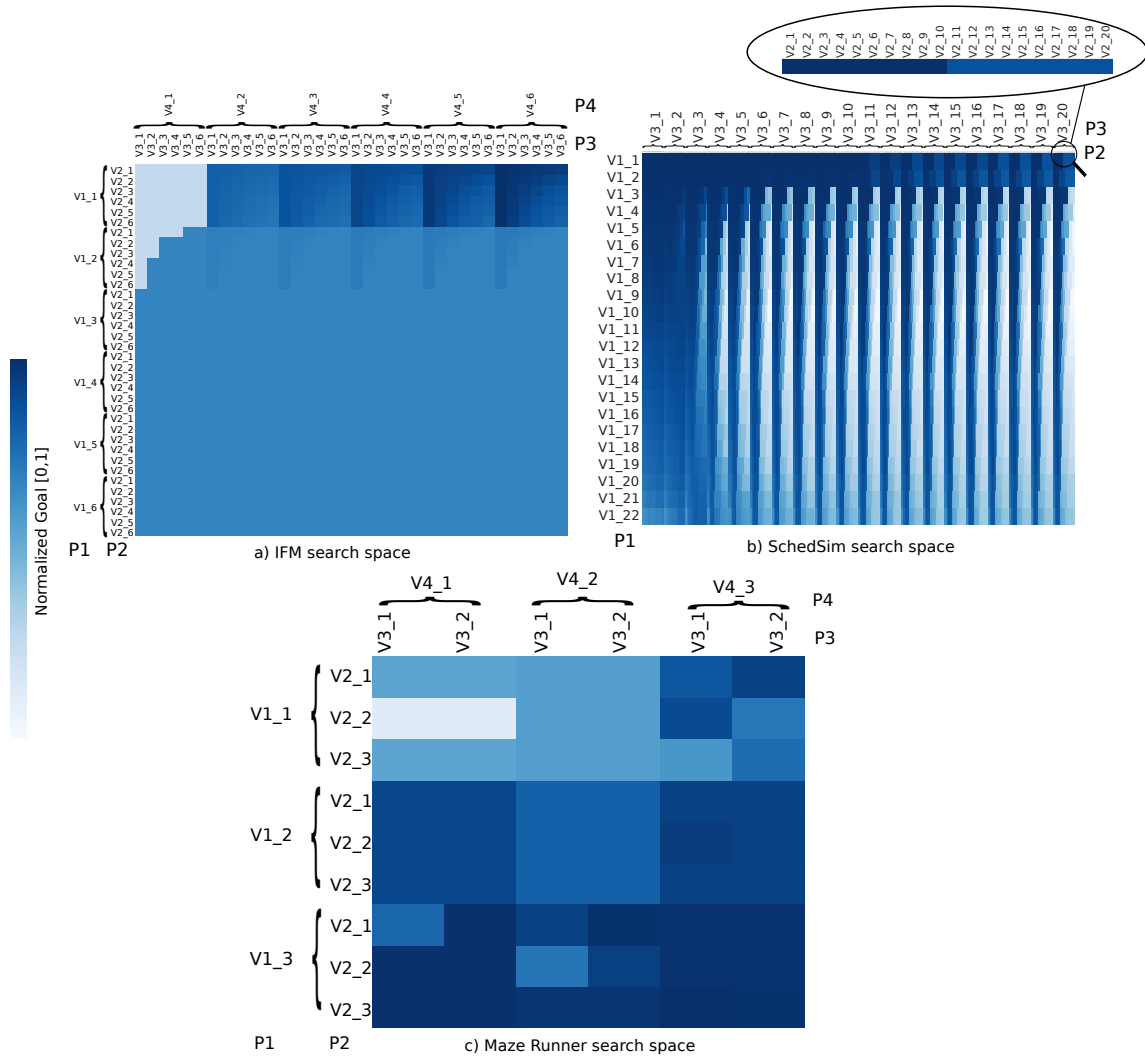 V2_1 V2_2 V2_3 V2_4 V2_5 V2_6 V2_7 V2_8 V2_9 V2_10 V2_11 V2_12 V2_13 V2_14 V2_15 V2_16 V2_17 V2_18 V2_19 V2_20
V4_1 V4_2 V4_3 V4_4 V4_5 V4_6 P4
V3_1 V3_2 V3_3 V3_4 V3_5 V3_6 V3_1 V3_2 V3_3 V3_4 V3_5 V3_6 V3_1 V3_2 V3_3 V3_4 V3_5 V3_6 V3_1 V3_2 V3_3 V3_4 V3_5 V3_6 V3_1 V3_2 V3_3 V3_4 V3_5 V3_6 V3_1 V3_2 V3_3 V3_4 V3_5 V3_6 P3
V1_1
V2_1
V2_2
V2_3
V2_4
V2_5
V2_6
V1_2
V2_1
V2_2
V2_3
V2_4
V2_5
V2_6
V1_3
V2_1
V2_2
V2_3
V2_4
V2_5
V2_6
V1_4
V2_1
V2_2
V2_3
V2_4
V2_5
V2_6
V1_5
V2_1
V2_2
V2_3
V2_4
V2_5
V2_6
V1_6
V2_1
V2_2
V2_3
V2_4
V2_5
V2_6
P1 P2
a) IFM search space
V3_1 V3_2 V3_3 V3_4 V3_5 V3_6 V3_7 V3_8 V3_9 V3_10 V3_11 V3_12 V3_13 V3_14 V3_15 V3_16 V3_17 V3_18 V3_19 V3_20 P3
P2
V1_1
V1_2
V1_3
V1_4
V1_5
V1_6
V1_7
V1_8
V1_9
V1_10
V1_11
V1_12
V1_13
V1_14
V1_15
V1_16
V1_17
V1_18
V1_19
V1_20
V1_21
V1_22
P1
b) SchedSim search space
Normalized Goal [0,1]
V4_1 V4_2 V4_3 P4
V3_1 V3_2 V3_1 V3_2 V3_1 V3_2 P3
V1_1
V2_1
V2_2
V2_3
V1_2
V2_1
V2_2
V2_3
V1_3
V2_1
V2_2
V2_3
P1 P2
c) Maze Runner search space